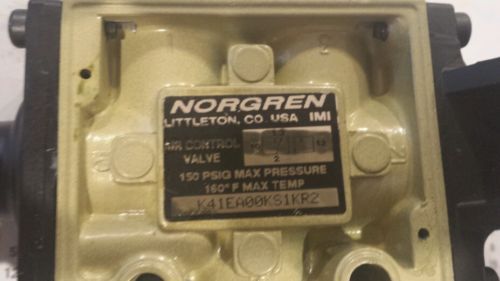 NORGREN
LITTLETON, CO. USA IMI
AIR CONTROL
VALVE
2
150 PSIG MAX PRESSURE
160° F MAX TEMP
K41EA00KS1KR2